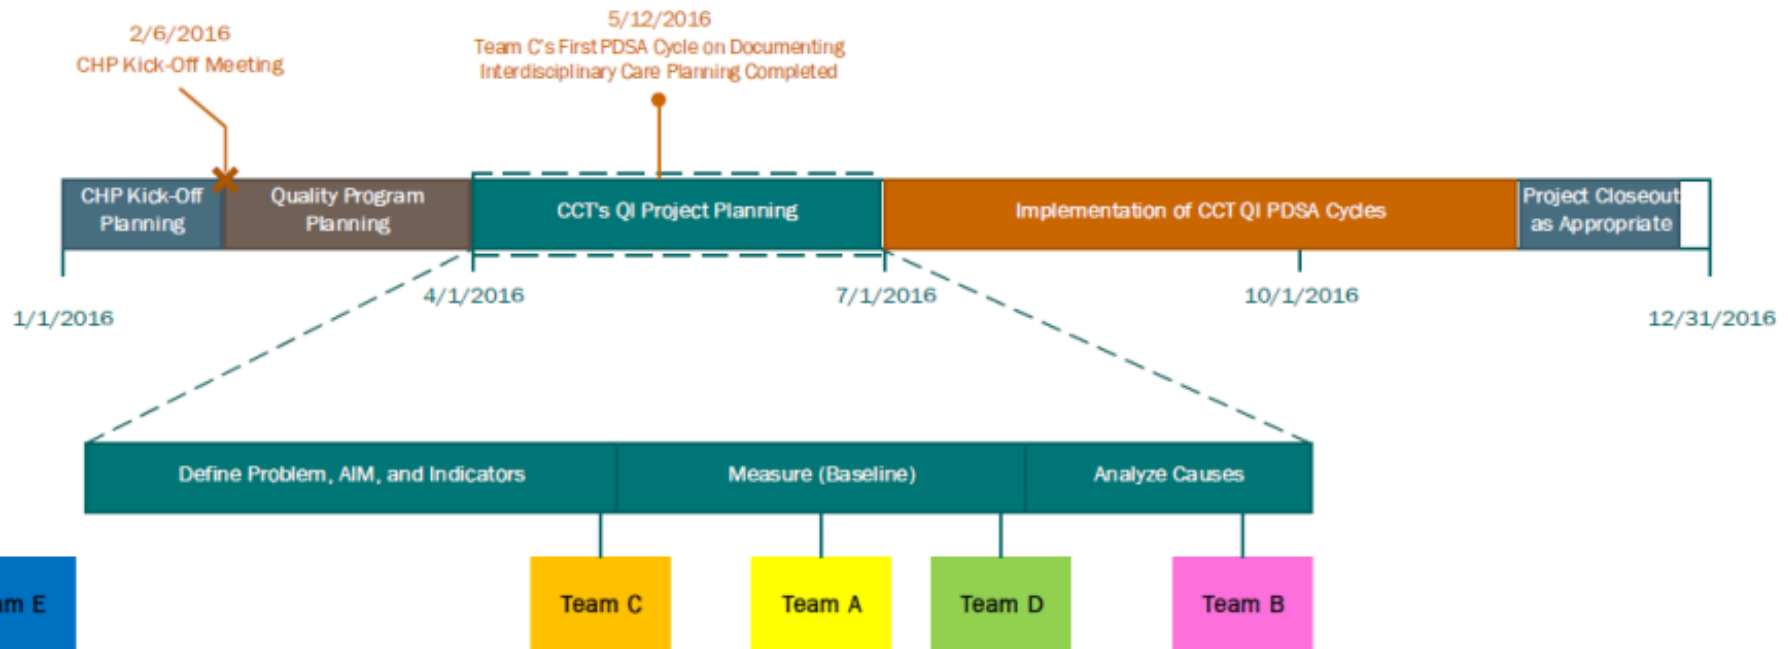 2/6/2016
CHP Kick-Off Meeting
5/12/2016
Team C's First PDSA Cycle on Documenting
Interdisciplinary Care Planning Completed
CHP Kick-Off
Planning
Quality Program
Planning
CCT's QI Project Planning
Implementation of CCT QI PDSA Cycles
Project Closeout
as Appropriate
1/1/2016
4/1/2016
7/1/2016
10/1/2016
12/31/2016
Define Problem, AIM, and Indicators
Measure (Baseline)
Analyze Causes
am E
Team C
Team A
Team D
Team B